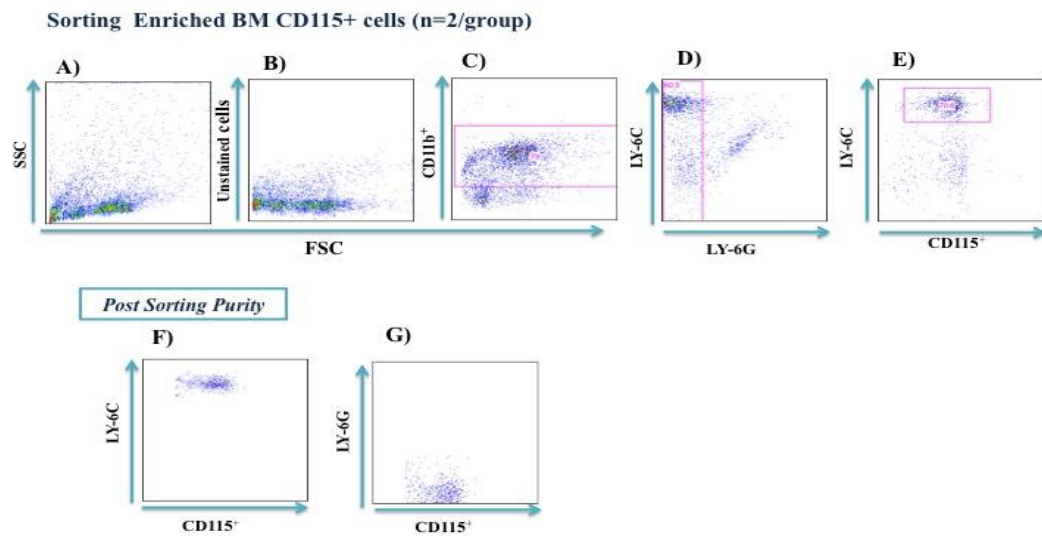 Sorting Enriched BM CD115+ cells (n=2/group)
A)
B)
C)
D)
E)
SSC
Unstained cells
CD11b+
LY-6C
LY-6C
FSC
LY-6G
CD115+
Post Sorting Purity
F)
G)
LY-6C
LY-6G
CD115+
CD115+